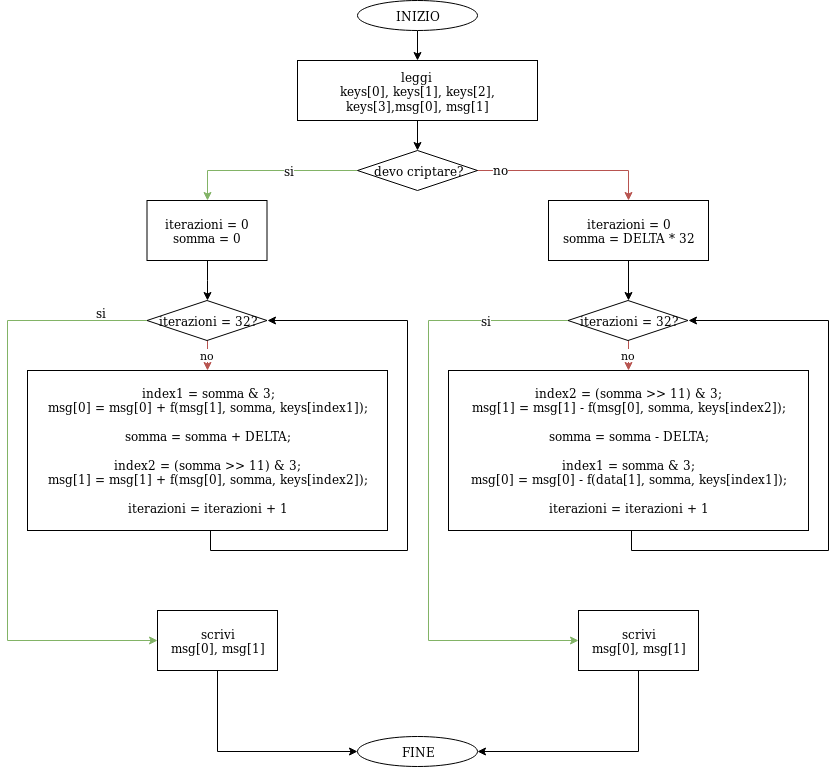 INIZIO
leggi
keys[0], keys[1], keys[2],
keys[3],msg[0], msg[1]
devo criptare?
si
no
iterazioni = 0
somma = 0
iterazioni = 0
somma = DELTA * 32
si
iterazioni = 32?
no
si
iterazioni = 32?
no
index1 = somma & 3;
msg[0] = msg[0] + f(msg[1], somma, keys[index1]);
somma = somma + DELTA;
index2 = (somma >> 11) & 3;
msg[1] = msg[1] + f(msg[0], somma, keys[index2]);
iterazioni = iterazioni + 1
index2 = (somma >> 11) & 3;
msg[1] = msg[1] - f(msg[0], somma, keys[index2]);
somma = somma - DELTA;
index1 = somma & 3;
msg[0] = msg[0] - f(data[1], somma, keys[index1]);
iterazioni = iterazioni + 1
scrivi
msg[0], msg[1]
scrivi
msg[0], msg[1]
FINE